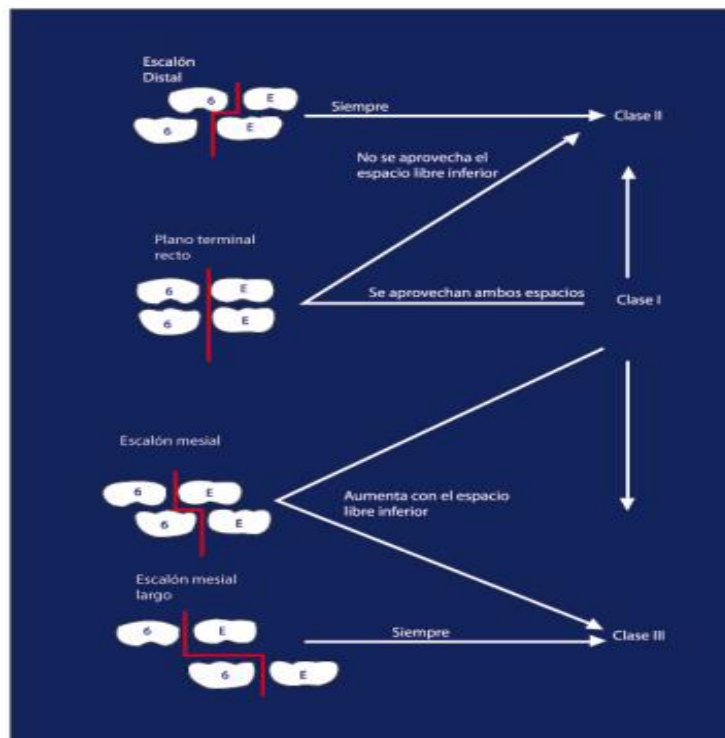 Escalón
Distal
6 E
6 E
Siempre
Clase II
No se aprovecha el
espacio libre inferior
Plano terminal
recto
6 E
6 E
Se aprovechan ambos espacios
Clase I
Escalón mesial
6 E
6 E
Aumenta con el espacio
libre inferior
Escalón mesial
largo
6 E
6 E
Siempre
Clase III